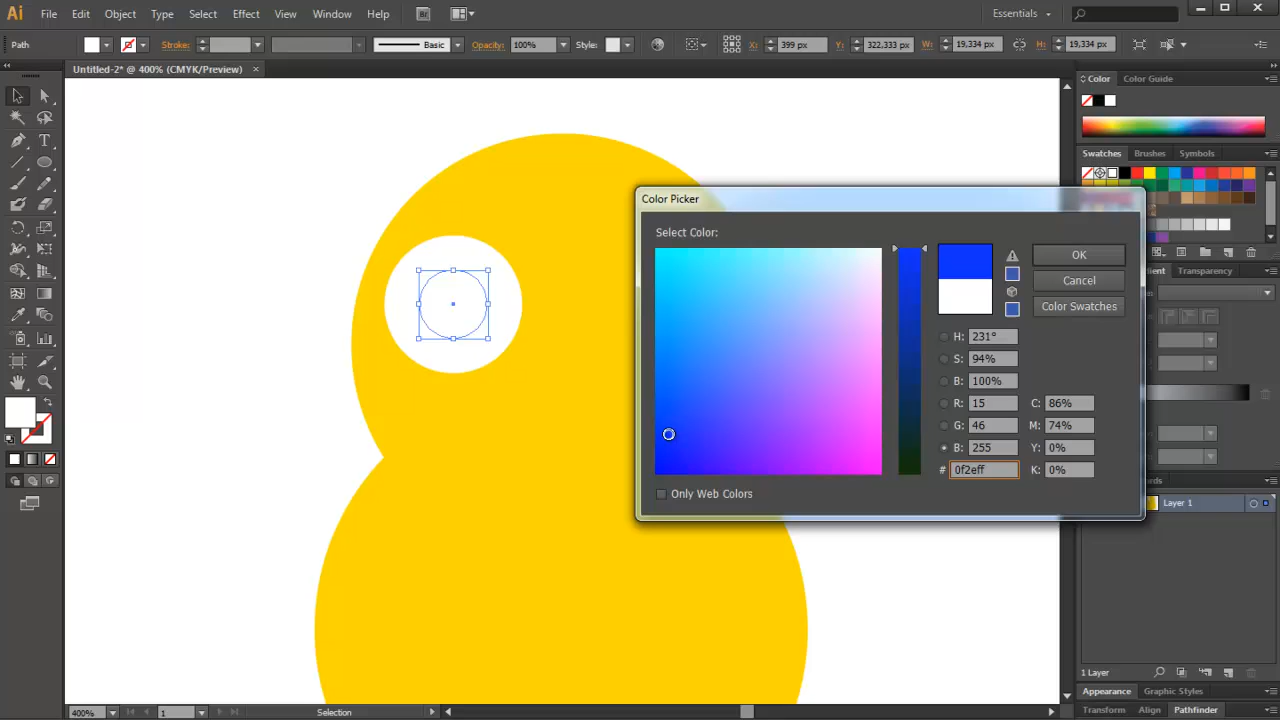 Ai File Edit Object Type Select Effect View Window Help Br Essentials
Path Stroke: Basic Opacity: 100% Style: X: 399 px Y: 322,333 px W: 19,334 px H: 19,334 px
Untitled-2* @ 400% (CMYK/Preview) ×
Color Color Guide
Swatches Brushes Symbols
Color Picker
Select Color:
OK
Cancel
Color Swatches
Transparency
H: 231°
S: 94%
B: 100%
R: 15 C: 86%
G: 46 M: 74%
B: 255 Y: 0%
# 0f2eff K: 0%
Only Web Colors
Layer 1
1 Layer
Appearance Graphic Styles
Transform Align Pathfinder
400% 1 Selection